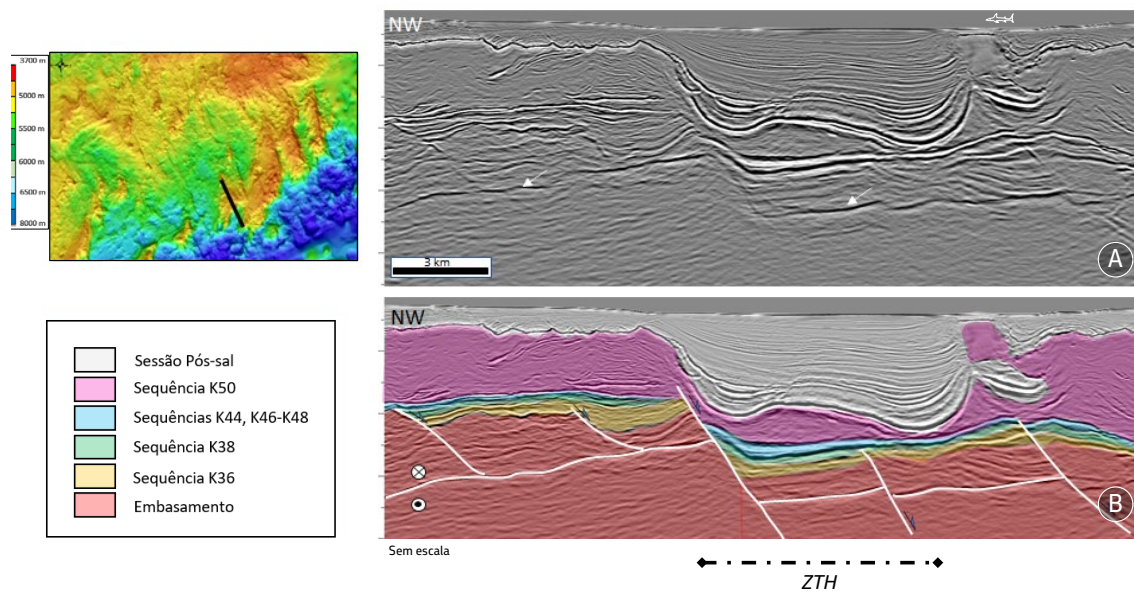 3700 m
5000 m
5500 m
6000 m
6500 m
8000 m
NW
3 km
A
Sessão Pós-sal
Sequência K50
Sequências K44, K46-K48
Sequência K38
Sequência K36
Embasamento
NW
B
Sem escala
ZTH